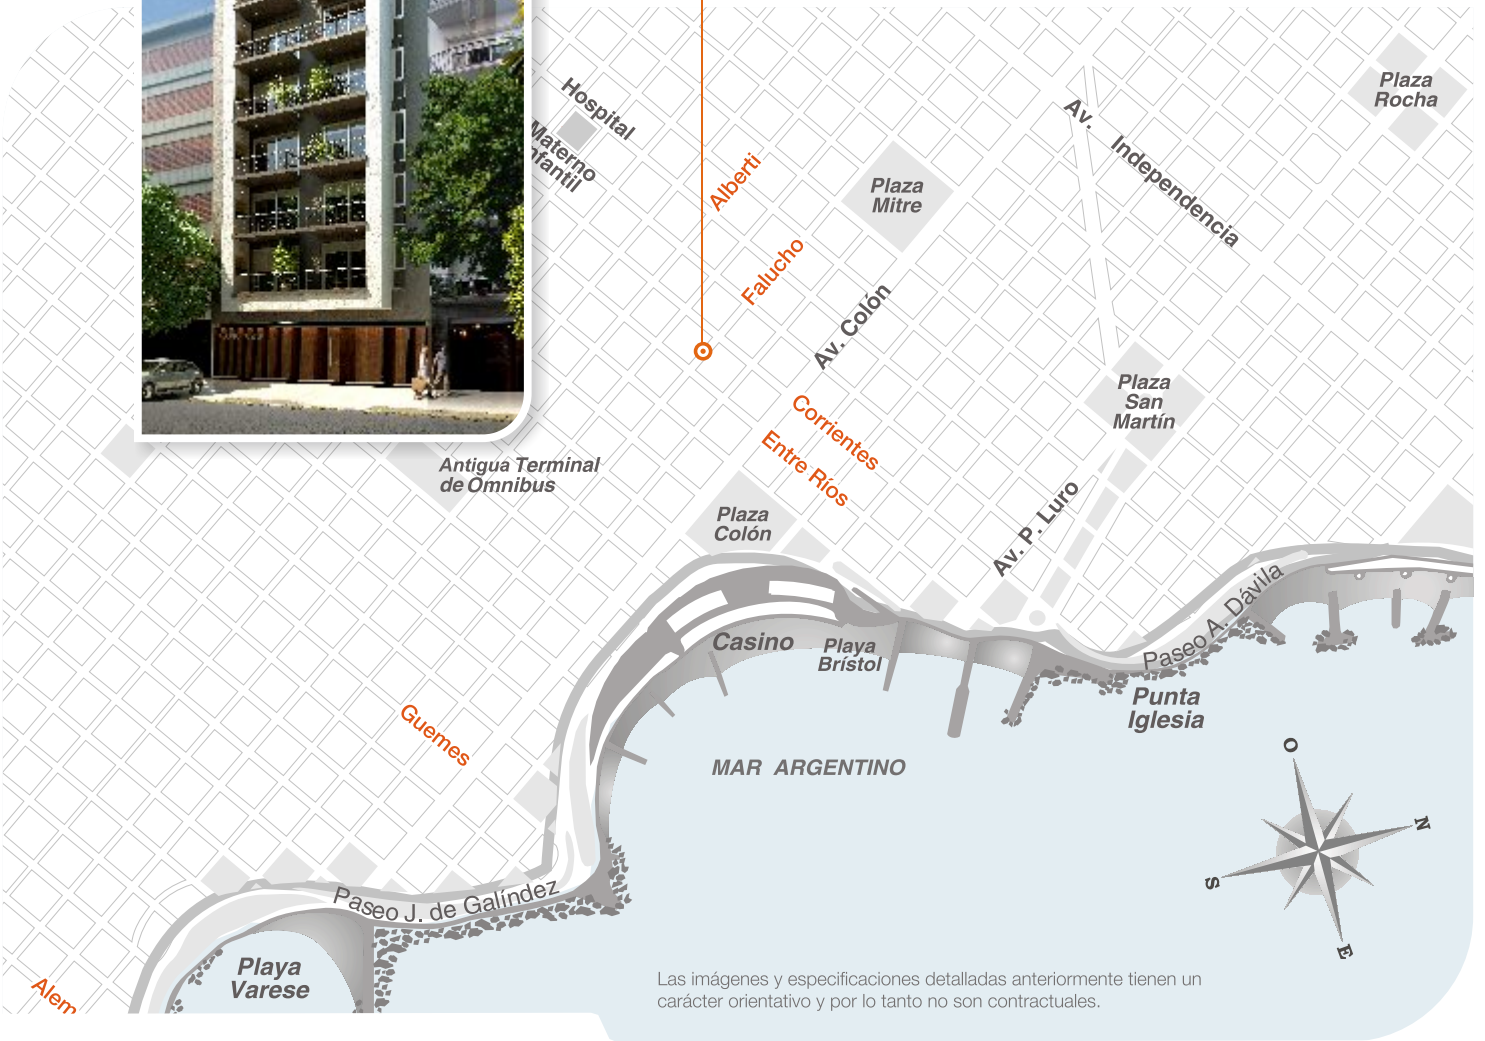 Plaza
Rocha
Hospital
Materno
Infantil
Av. Independencia
Alberti
Plaza
Mitre
Falucho
Av. Colón
Plaza
San
Martín
Corrientes
Entre Ríos
Antigua Terminal
de Omnibus
Av. P. Luro
Plaza
Colón
Paseo A. Dávila
Casino
Playa
Brístol
Punta
Iglesia
Guemes
MAR ARGENTINO
O
N
S
E
Paseo J. de Galíndez
Playa
Varese
Alem
Las imágenes y especificaciones detalladas anteriormente tienen un
carácter orientativo y por lo tanto no son contractuales.